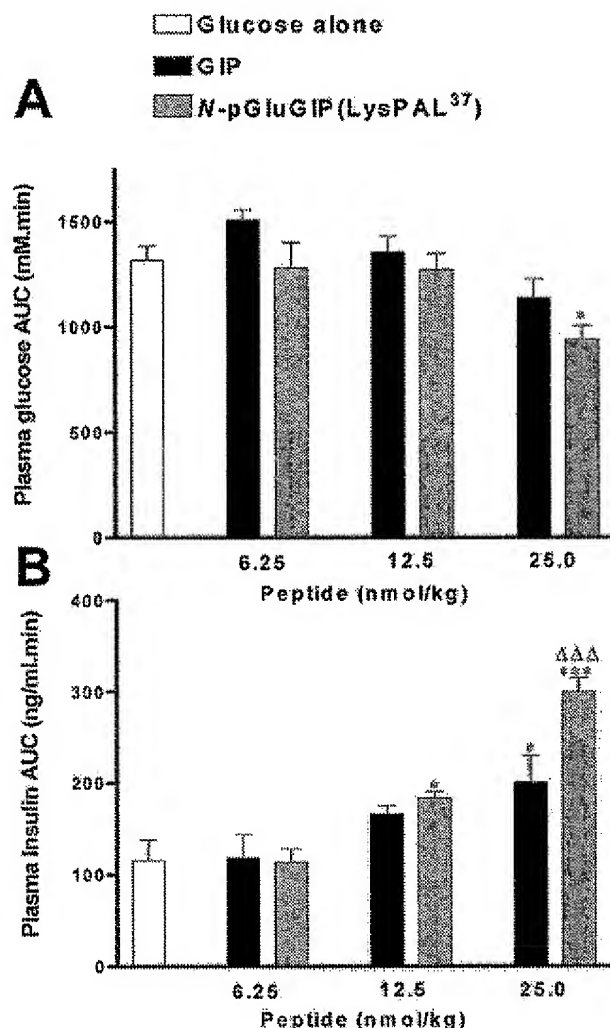 Glucose alone
GIP
N-pGluGIP(LysPAL³⁷)
A
Plasma glucose AUC (mM.min)
1500
1000
500
0
*
6.25 12.5 25.0
Peptide (nmol/kg)
B
Plasma Insulin AUC (ng/ml.min)
400
300
200
100
0
ΔΔΔ
***
*
*
6.25 12.5 25.0
Peptide (nmol/kg)